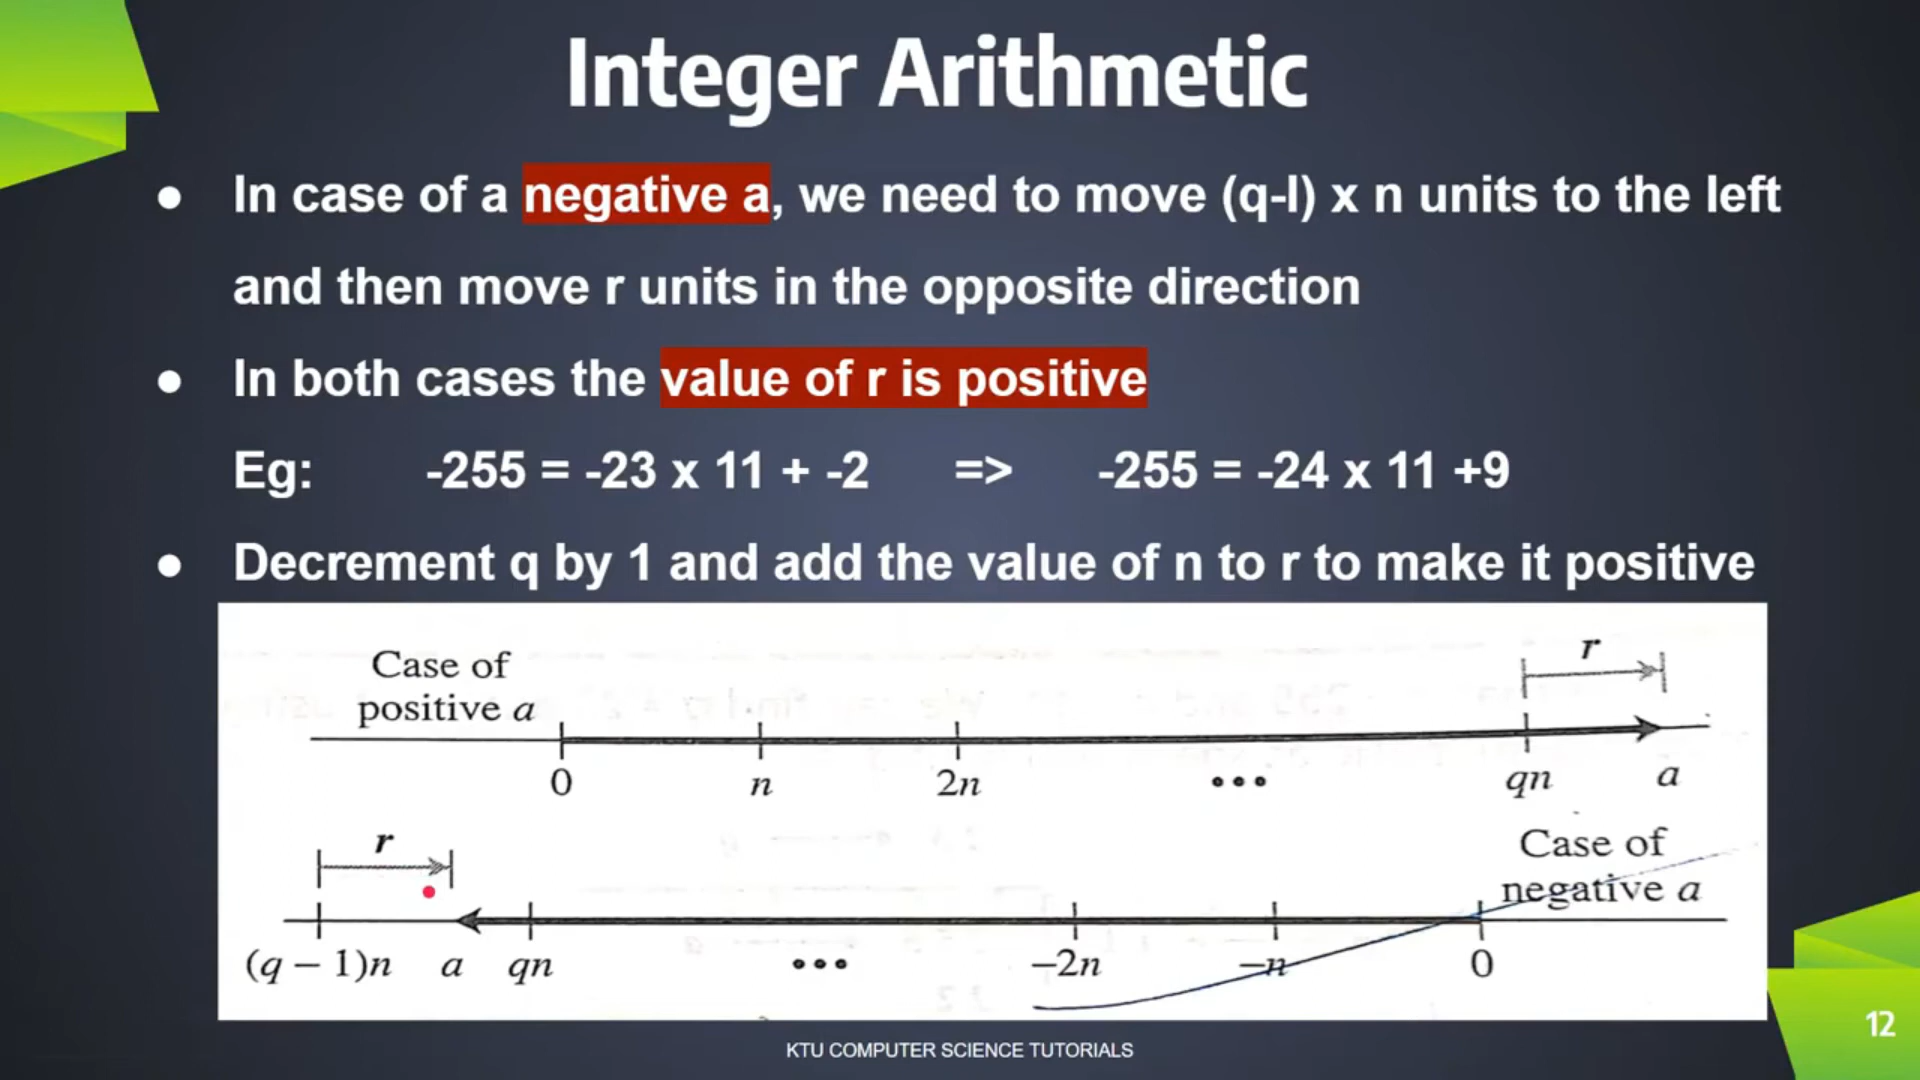 Integer Arithmetic
● In case of a negative a, we need to move (q-I) x n units to the left
and then move r units in the opposite direction
● In both cases the value of r is positive
Eg: -255 = -23 x 11 + -2 => -255 = -24 x 11 +9
● Decrement q by 1 and add the value of n to r to make it positive
Case of
positive a
r
0 n 2n ••• qn a
r
Case of
negative a
(q – 1)n a qn ••• –2n –n 0
KTU COMPUTER SCIENCE TUTORIALS
12